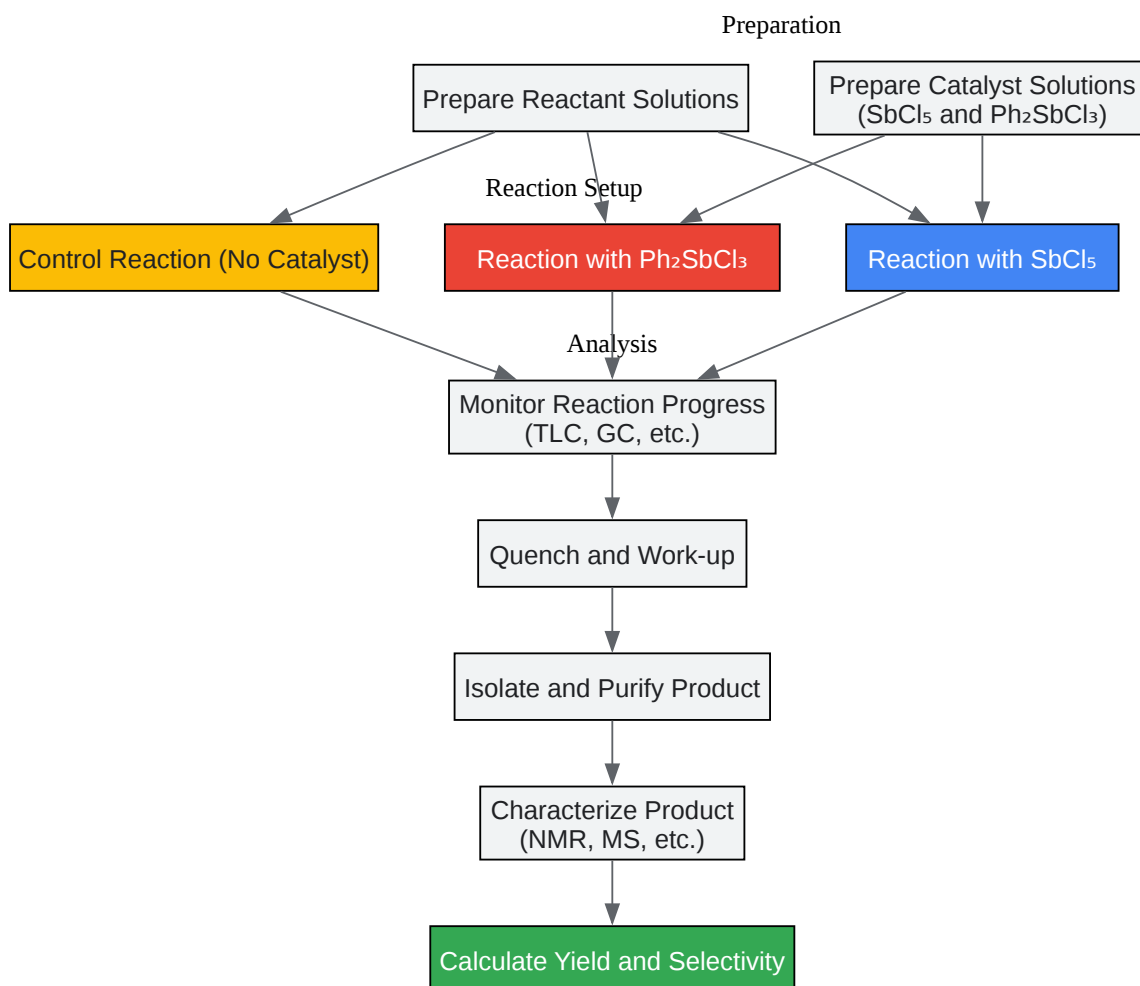 Preparation
Prepare Reactant Solutions
Prepare Catalyst Solutions
(SbCl₅ and Ph₂SbCl₃)
Reaction Setup
Control Reaction (No Catalyst)
Reaction with Ph₂SbCl₃
Reaction with SbCl₅
Analysis
Monitor Reaction Progress
(TLC, GC, etc.)
Quench and Work-up
Isolate and Purify Product
Characterize Product
(NMR, MS, etc.)
Calculate Yield and Selectivity